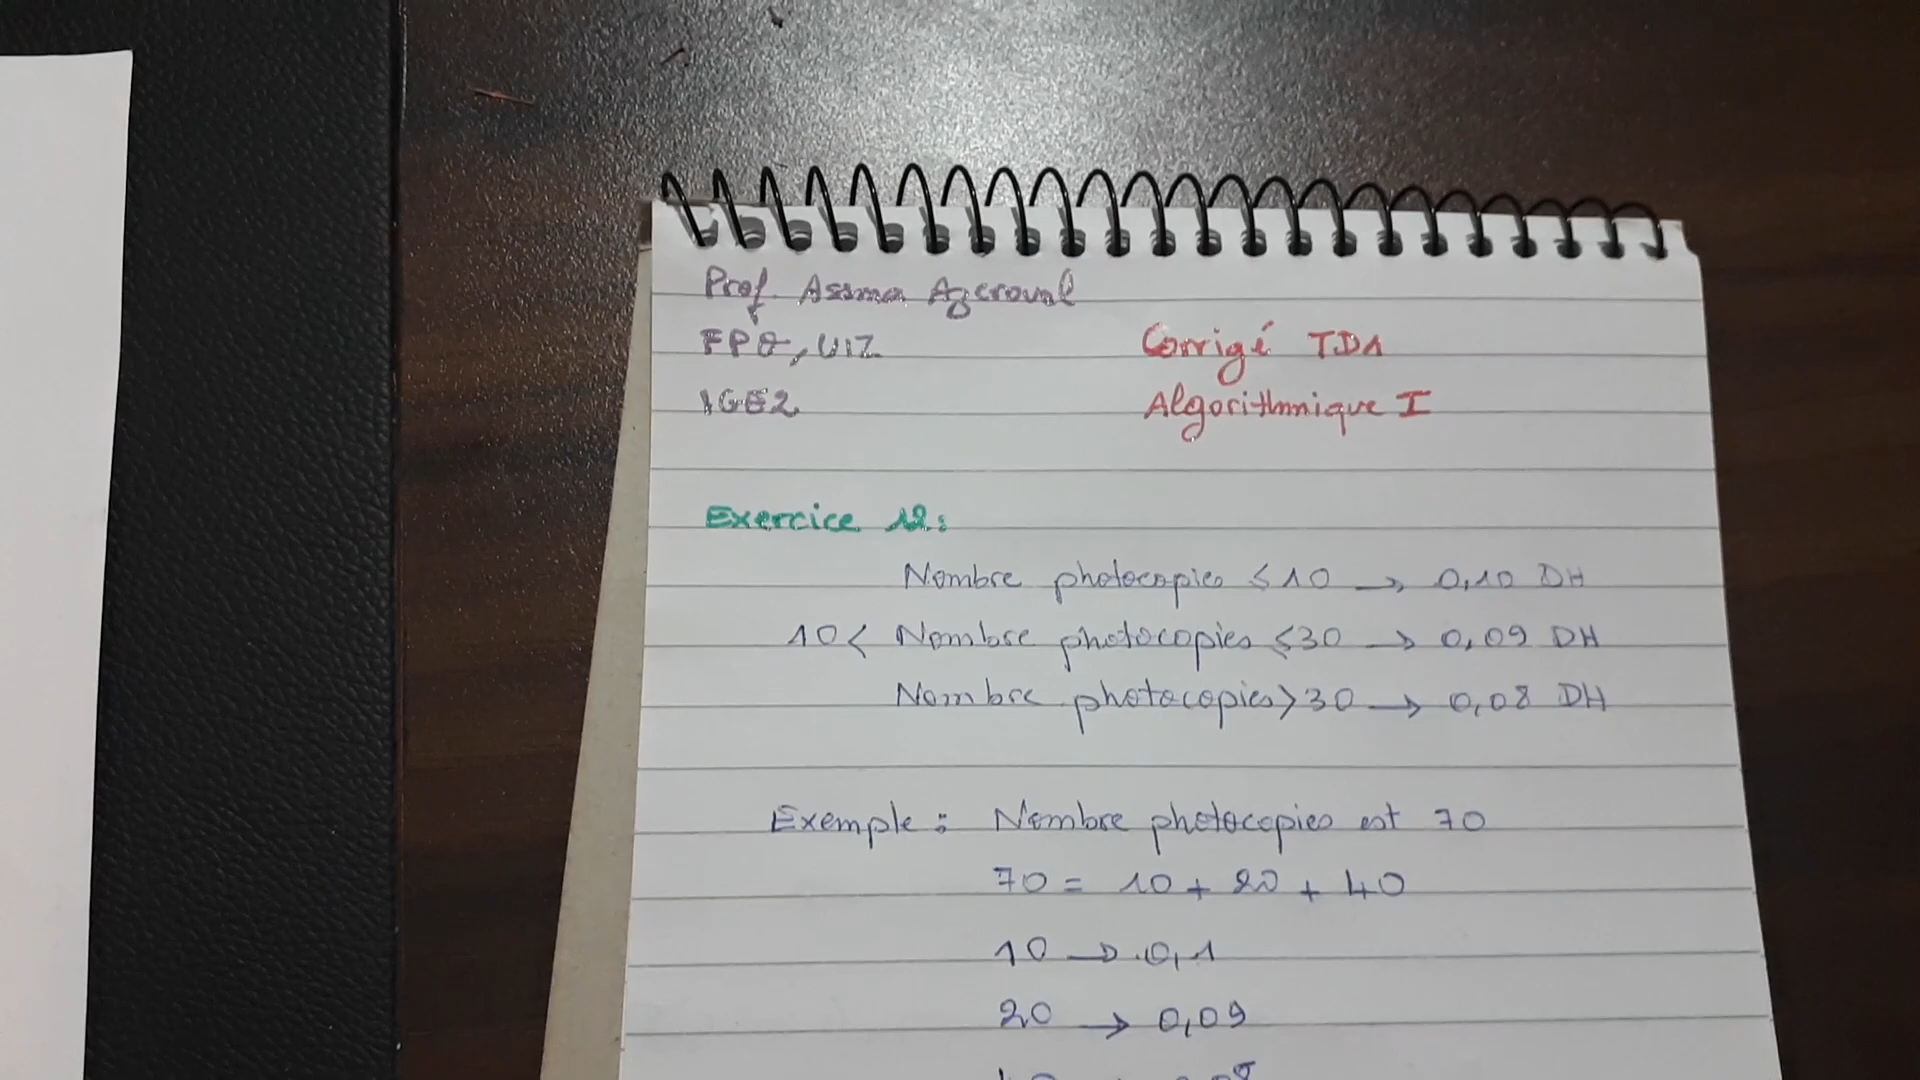 Prof. Assma Azeroual
FPO, UIZ
Corrigé TD1
IGE2
Algorithmique I
Exercice 12:
Nombre photocopies ≤ 10 → 0,10 DH
10 < Nombre photocopies ≤ 30 → 0,09 DH
Nombre photocopies > 30 → 0,08 DH
Exemple : Nombre photocopies est 70
70 = 10 + 20 + 40
10 → 0,1
20 → 0,09